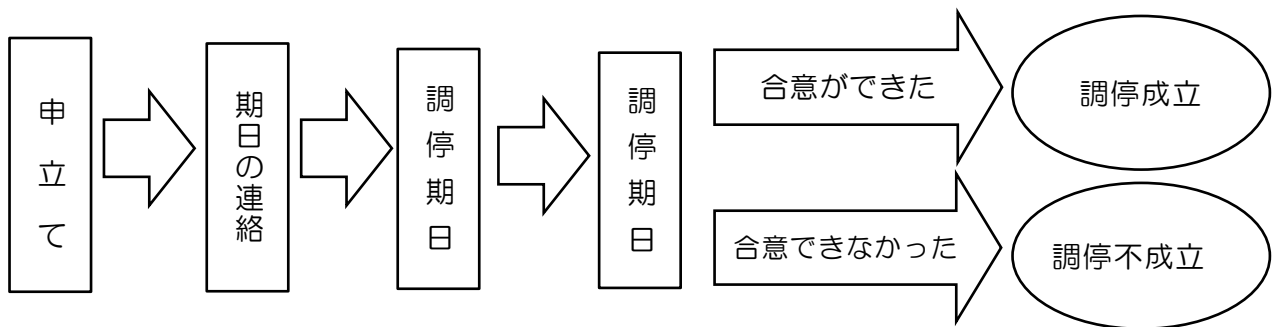 申立て
期日の連絡
調停期日
調停期日
合意ができた
調停成立
合意できなかった
調停不成立